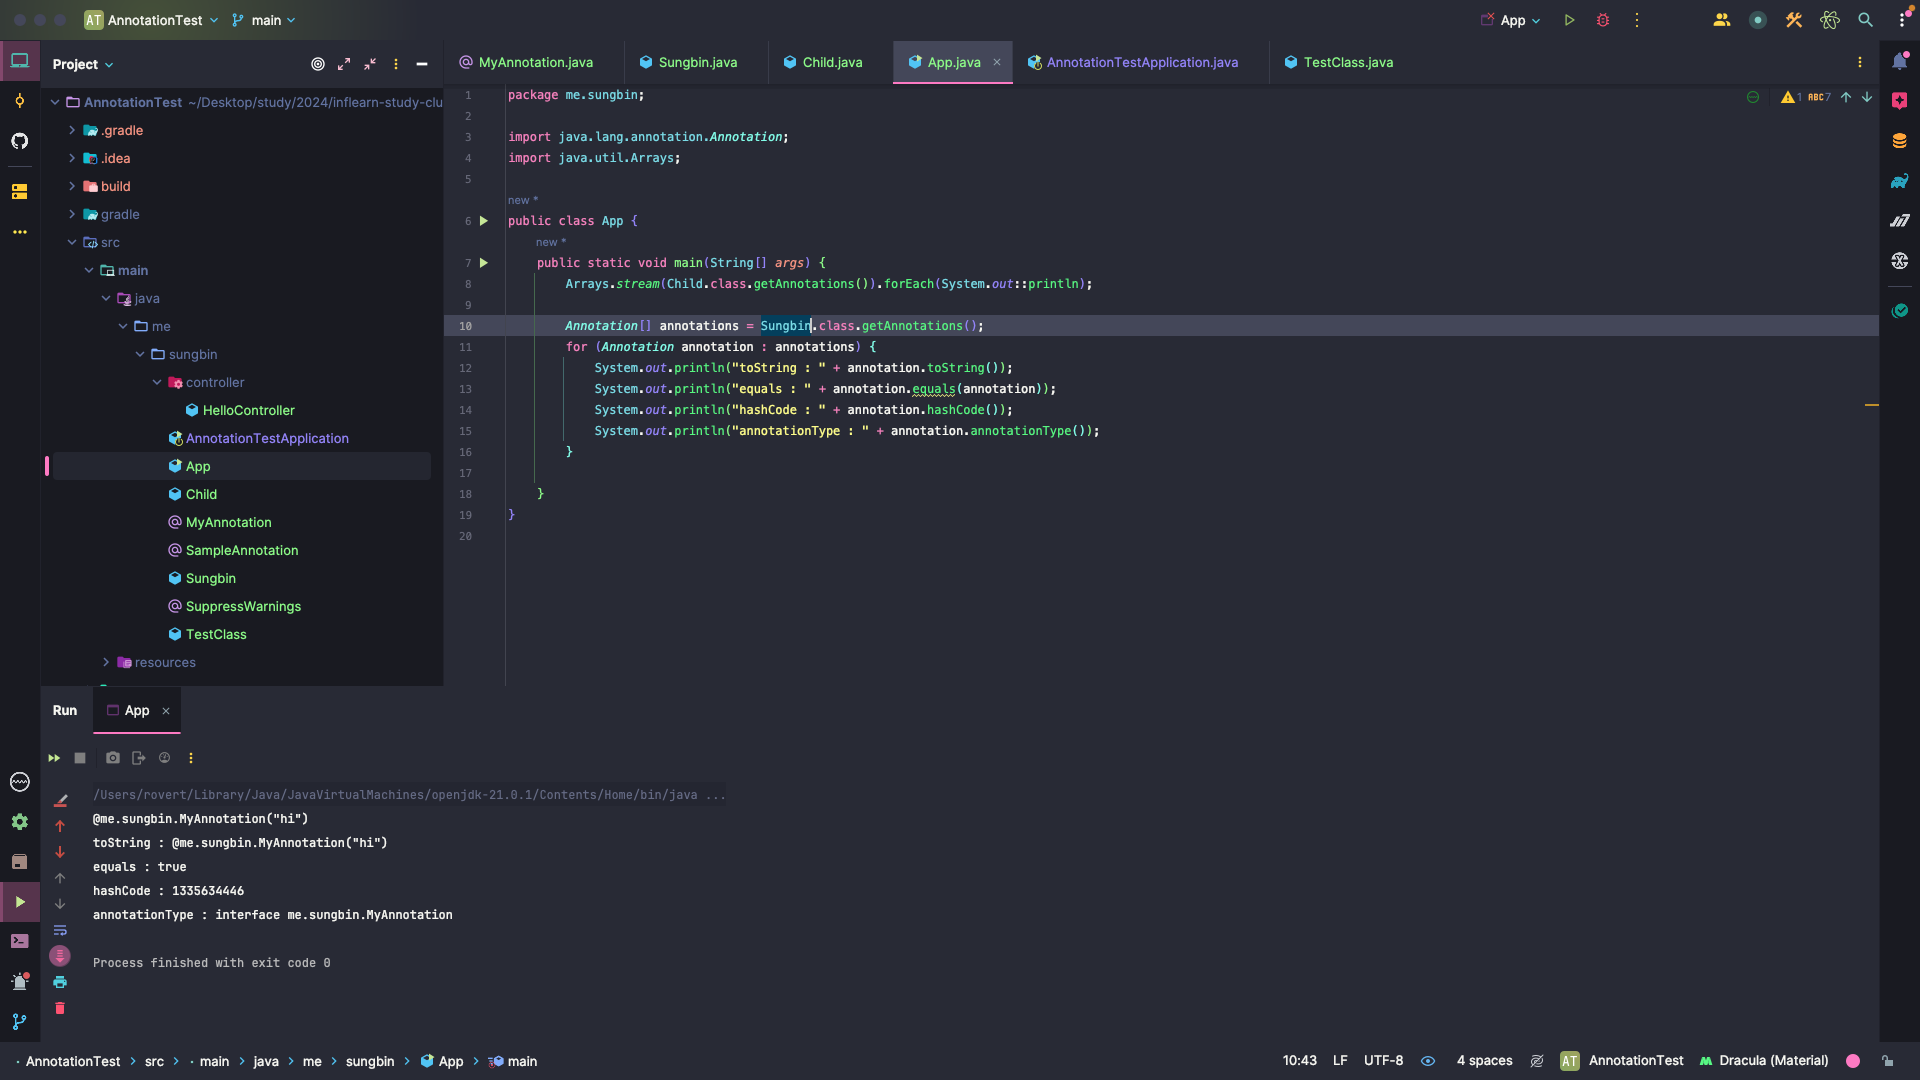 AT AnnotationTest main App
Project
AnnotationTest ~/Desktop/study/2024/inflearn-study-clu
.gradle
.idea
build
gradle
src
main
java
me
sungbin
controller
HelloController
AnnotationTestApplication
App
Child
MyAnnotation
SampleAnnotation
Sungbin
SuppressWarnings
TestClass
resources
MyAnnotation.java Sungbin.java Child.java App.java AnnotationTestApplication.java TestClass.java
1 package me.sungbin;
1 ABC 7
2
3 import java.lang.annotation.Annotation;
4 import java.util.Arrays;
5
new *
6 public class App {
new *
7 public static void main(String[] args) {
8 Arrays.stream(Child.class.getAnnotations()).forEach(System.out::println);
9
10 Annotation[] annotations = Sungbin.class.getAnnotations();
11 for (Annotation annotation : annotations) {
12 System.out.println("toString : " + annotation.toString());
13 System.out.println("equals : " + annotation.equals(annotation));
14 System.out.println("hashCode : " + annotation.hashCode());
15 System.out.println("annotationType : " + annotation.annotationType());
16 }
17
18 }
19 }
20
Run App
/Users/rovert/Library/Java/JavaVirtualMachines/openjdk-21.0.1/Contents/Home/bin/java ...
@me.sungbin.MyAnnotation("hi")
toString : @me.sungbin.MyAnnotation("hi")
equals : true
hashCode : 1335634446
annotationType : interface me.sungbin.MyAnnotation
Process finished with exit code 0
AnnotationTest > src > main > java > me > sungbin > App > main
10:43 LF UTF-8 4 spaces AT AnnotationTest Dracula (Material)